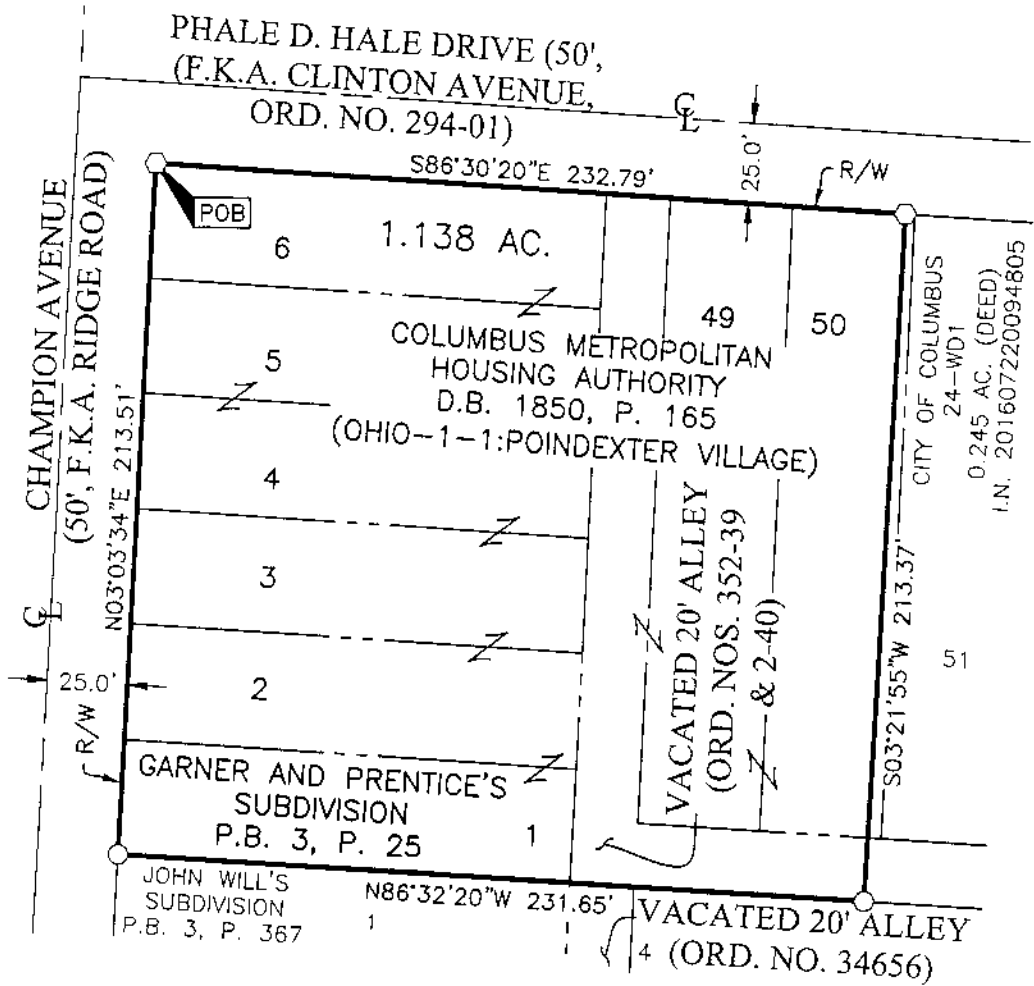 PHALE D. HALE DRIVE (50',
(F.K.A. CLINTON AVENUE,
ORD. NO. 294-01)
CL
25.0'
R/W
S86°30'20"E 232.79'
POB
CHAMPION AVENUE
(50', F.K.A. RIDGE ROAD)
N03°03'34"E 213.51'
CL
25.0'
R/W
6
1.138 AC.
49
50
5
COLUMBUS METROPOLITAN
HOUSING AUTHORITY
D.B. 1850, P. 165
(OHIO-1-1:POINDEXTER VILLAGE)
4
3
2
VACATED 20' ALLEY
(ORD. NOS. 352-39
& 2-40)
CITY OF COLUMBUS
24-WD1
0.245 AC. (DEED)
I.N. 201607220094805
51
S03°21'55"W 213.37'
GARNER AND PRENTICE'S
SUBDIVISION
P.B. 3, P. 25
1
JOHN WILL'S
SUBDIVISION
P.B. 3, P. 367
N86°32'20"W 231.65'
1
VACATED 20' ALLEY
4 (ORD. NO. 34656)